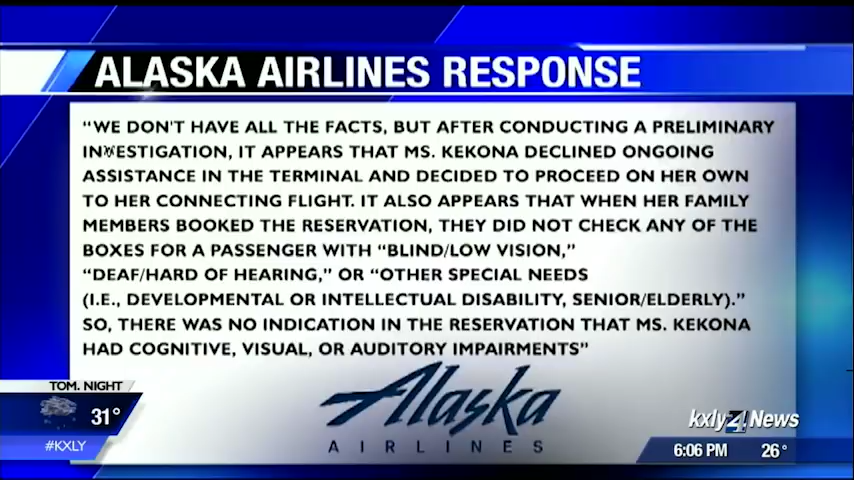 ALASKA AIRLINES RESPONSE
“WE DON'T HAVE ALL THE FACTS, BUT AFTER CONDUCTING A PRELIMINARY
INVESTIGATION, IT APPEARS THAT MS. KEKONA DECLINED ONGOING
ASSISTANCE IN THE TERMINAL AND DECIDED TO PROCEED ON HER OWN
TO HER CONNECTING FLIGHT. IT ALSO APPEARS THAT WHEN HER FAMILY
MEMBERS BOOKED THE RESERVATION, THEY DID NOT CHECK ANY OF THE
BOXES FOR A PASSENGER WITH “BLIND/LOW VISION,”
“DEAF/HARD OF HEARING,” OR “OTHER SPECIAL NEEDS
(I.E., DEVELOPMENTAL OR INTELLECTUAL DISABILITY, SENIOR/ELDERLY).”
SO, THERE WAS NO INDICATION IN THE RESERVATION THAT MS. KEKONA
HAD COGNITIVE, VISUAL, OR AUDITORY IMPAIRMENTS”
Alaska
AIRLINES
TOM. NIGHT
31°
#KXLY
kxly 4 News
6:06 PM 26°